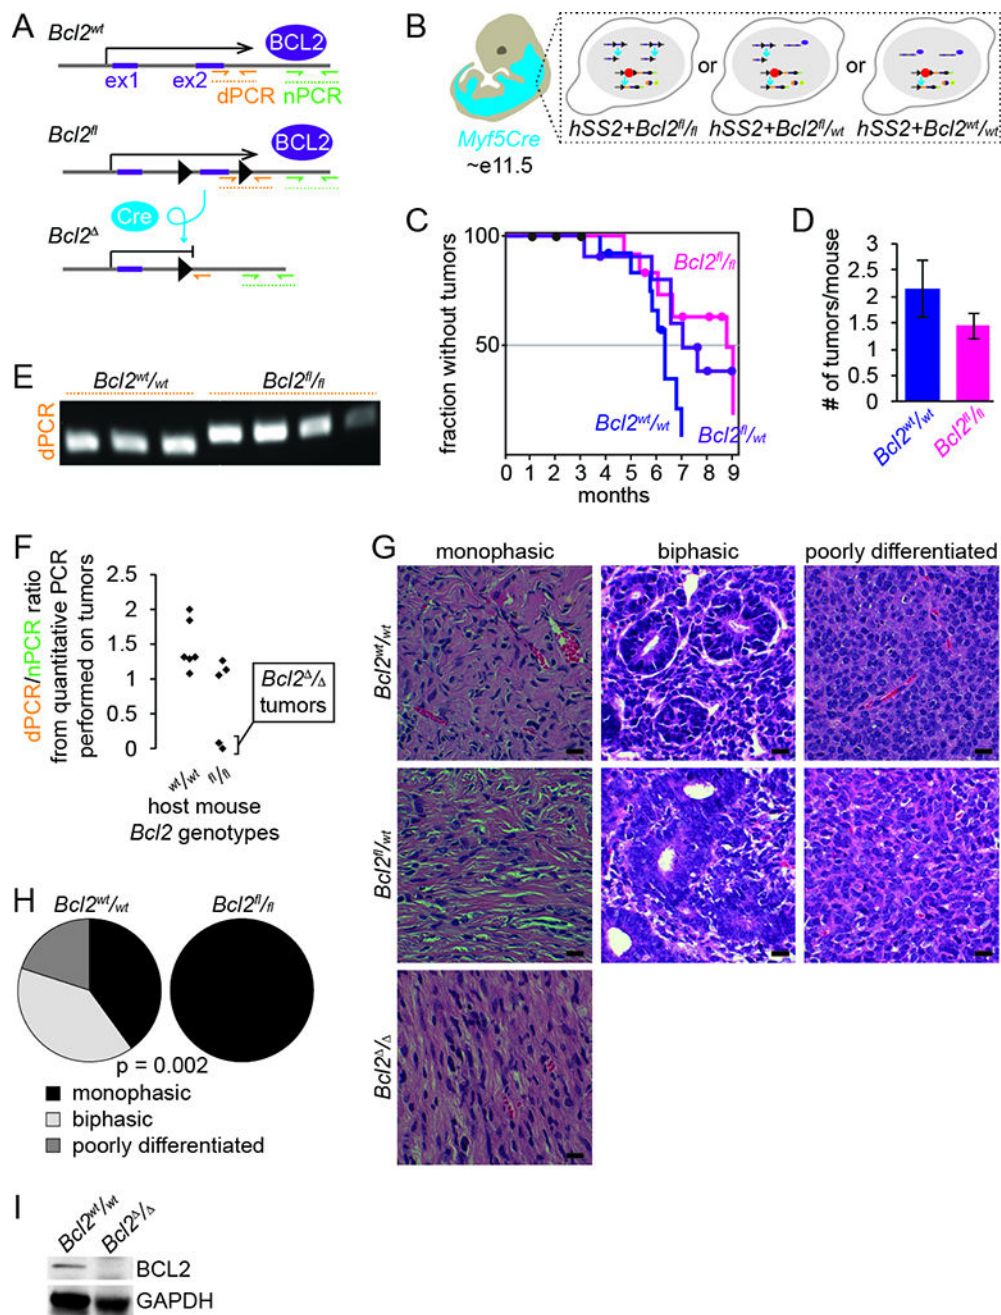 A
Bcl2wt
BCL2
ex1 ex2
dPCR nPCR
Bcl2fl
BCL2
Cre
Bcl2Δ
B
Myf5Cre
~e11.5
or or
hSS2+Bcl2fl/fl hSS2+Bcl2fl/wt hSS2+Bcl2wt/wt
C
fraction without tumors
100
50
Bcl2fl/fl
Bcl2wt/wt
Bcl2fl/wt
0 1 2 3 4 5 6 7 8 9
months
D
# of tumors/mouse
3
2.5
2
1.5
1
0.5
0
Bcl2wt/wt
Bcl2fl/fl
E
Bcl2wt/wt Bcl2fl/fl
dPCR
F
dPCR/nPCR ratio
from quantitative PCR
performed on tumors
2.5
2
1.5
1
0.5
0
Bcl2Δ/Δ
tumors
wt/wt fl/fl
host mouse
Bcl2 genotypes
G
monophasic biphasic poorly differentiated
Bcl2wt/wt
Bcl2fl/wt
Bcl2Δ/Δ
H
Bcl2wt/wt Bcl2fl/fl
p = 0.002
monophasic
biphasic
poorly differentiated
I
Bcl2wt/wt Bcl2Δ/Δ
BCL2
GAPDH